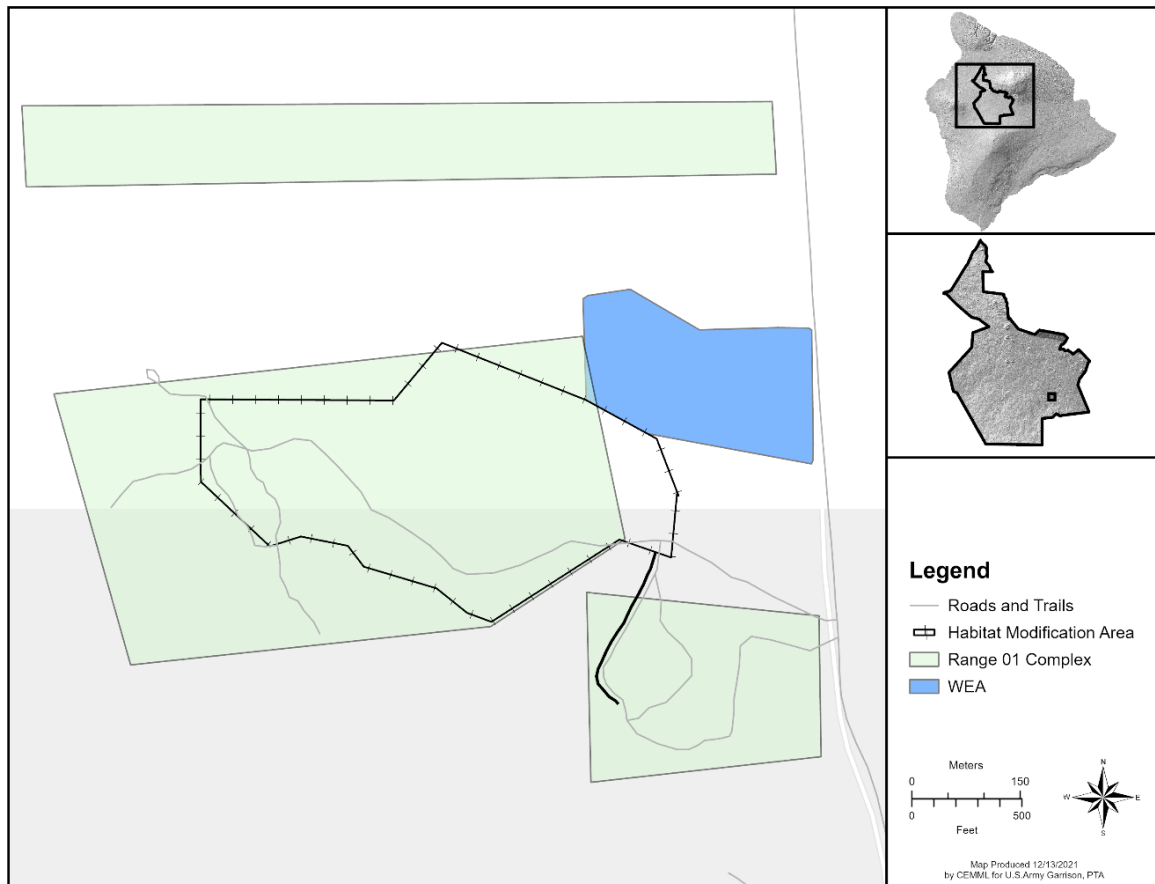 Legend
Roads and Trails
Habitat Modification Area
Range 01 Complex
WEA
Meters
0 150
0 500
Feet
N
W E
S
Map Produced 12/13/2021
by CEMML for U.S.Army Garrison, PTA